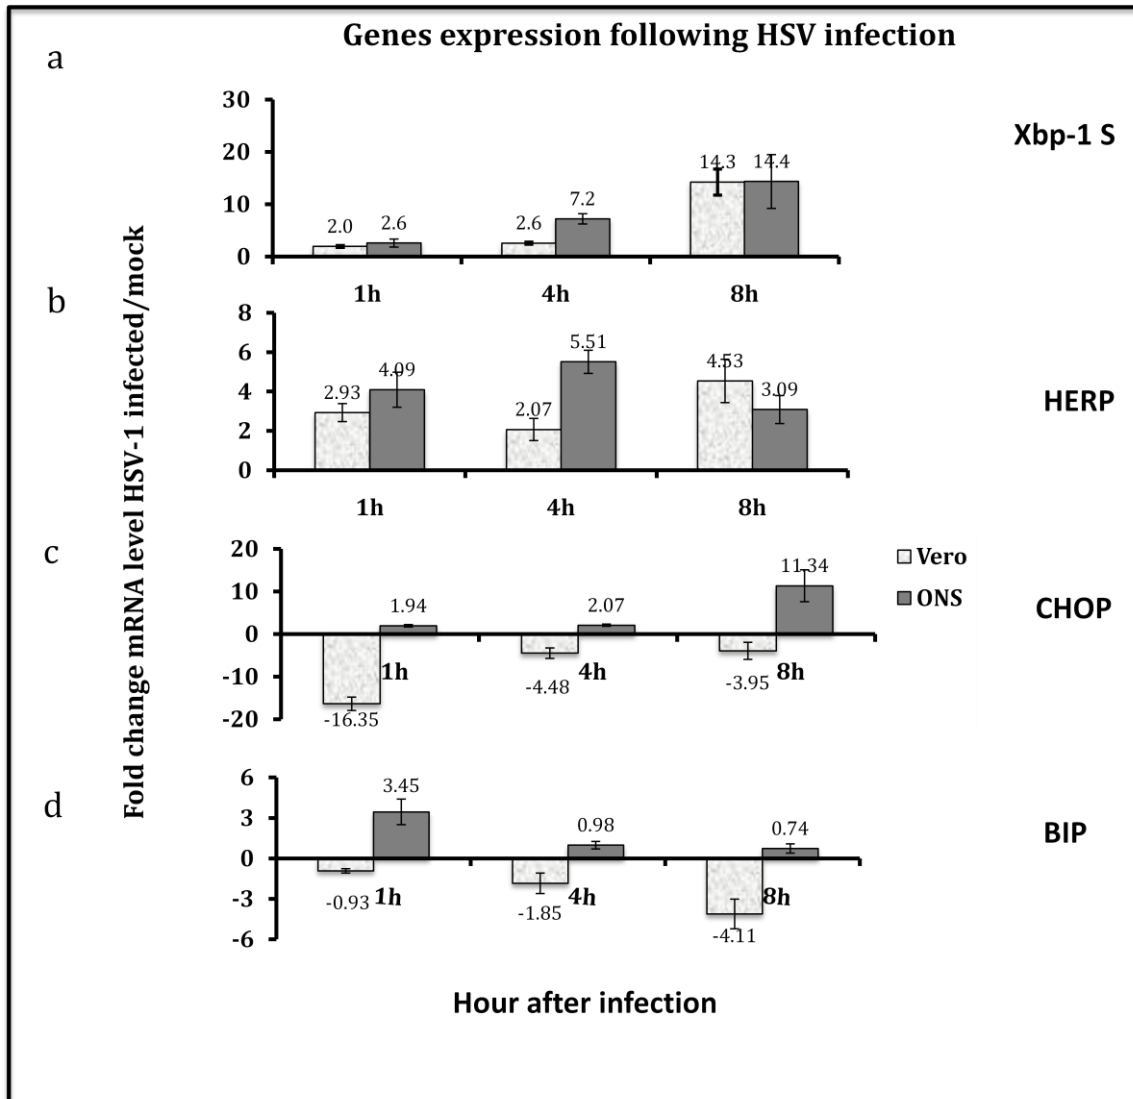 Genes expression following HSV infection
a
Fold change mRNA level HSV-1 infected/mock
Xbp-1 S
30
20
10
0
2.0 2.6 2.6 7.2 14.3 14.4
1h 4h 8h
b
HERP
8
6
4
2
0
2.93 4.09 2.07 5.51 4.53 3.09
1h 4h 8h
c
CHOP
Vero
ONS
20
10
0
-10
-20
-16.35 1.94 -4.48 2.07 -3.95 11.34
1h 4h 8h
d
BIP
6
3
0
-3
-6
-0.93 3.45 -1.85 0.98 -4.11 0.74
1h 4h 8h
Hour after infection